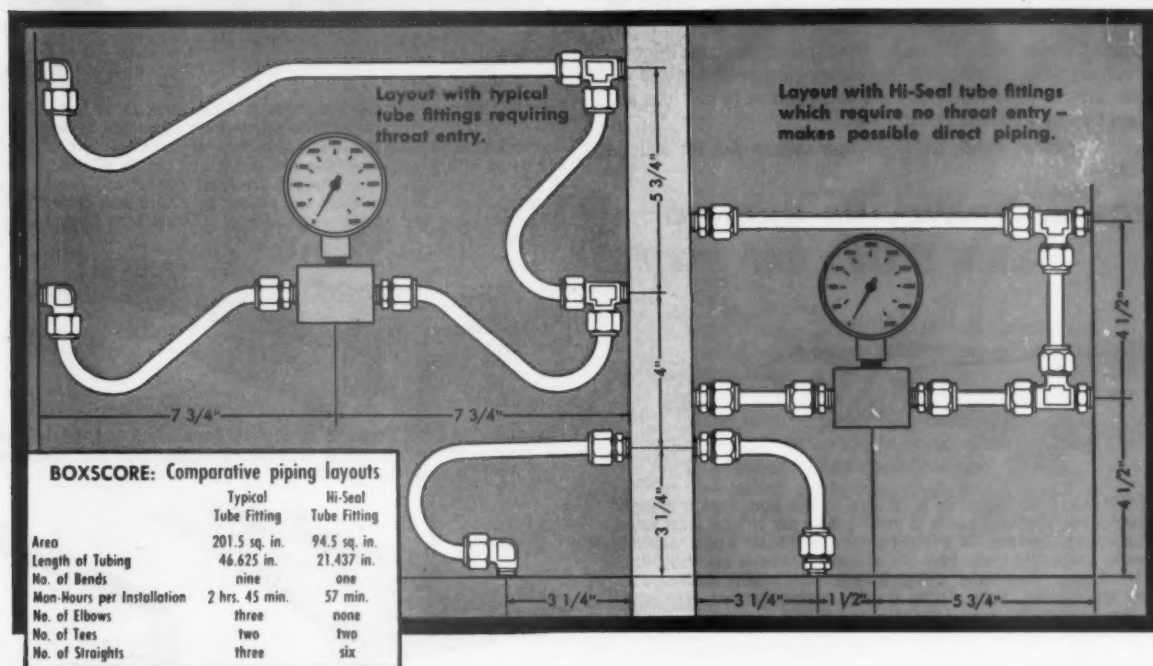 Layout with typical
tube fittings requiring
throat entry.
Layout with Hi-Seal tube fittings
which require no throat entry –
makes possible direct piping.
5 3/4"
4"
3 1/4"
7 3/4"
7 3/4"
3 1/4"
4 1/2"
4 1/2"
3 1/4"
1 1/2"
5 3/4"
BOXSCORE: Comparative piping layouts
Typical Hi-Seal
Tube Fitting Tube Fitting
Area 201.5 sq. in. 94.5 sq. in.
Length of Tubing 46.625 in. 21.437 in.
No. of Bends nine one
Man-Hours per Installation 2 hrs. 45 min. 57 min.
No. of Elbows three none
No. of Tees two two
No. of Straights three six